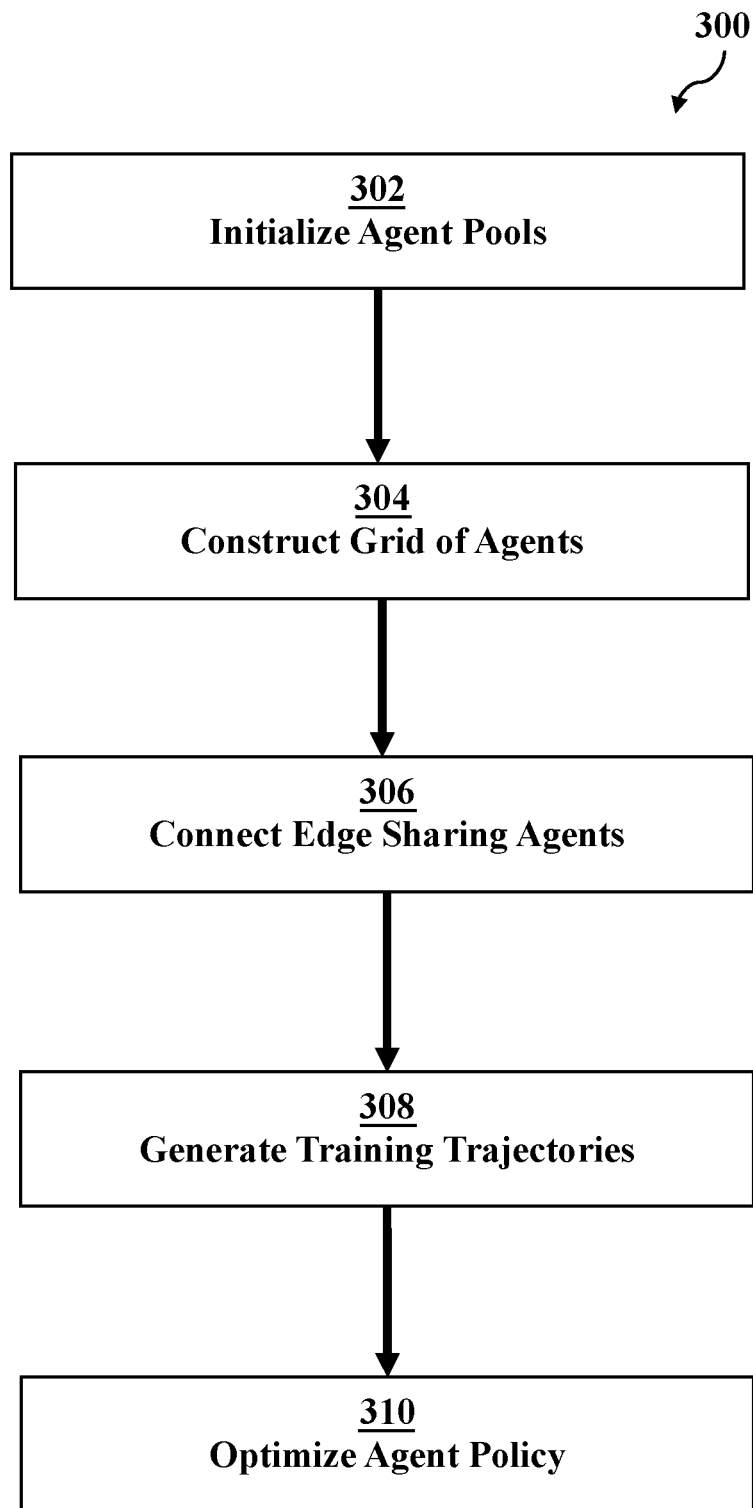 300
302
Initialize Agent Pools
304
Construct Grid of Agents
306
Connect Edge Sharing Agents
308
Generate Training Trajectories
310
Optimize Agent Policy